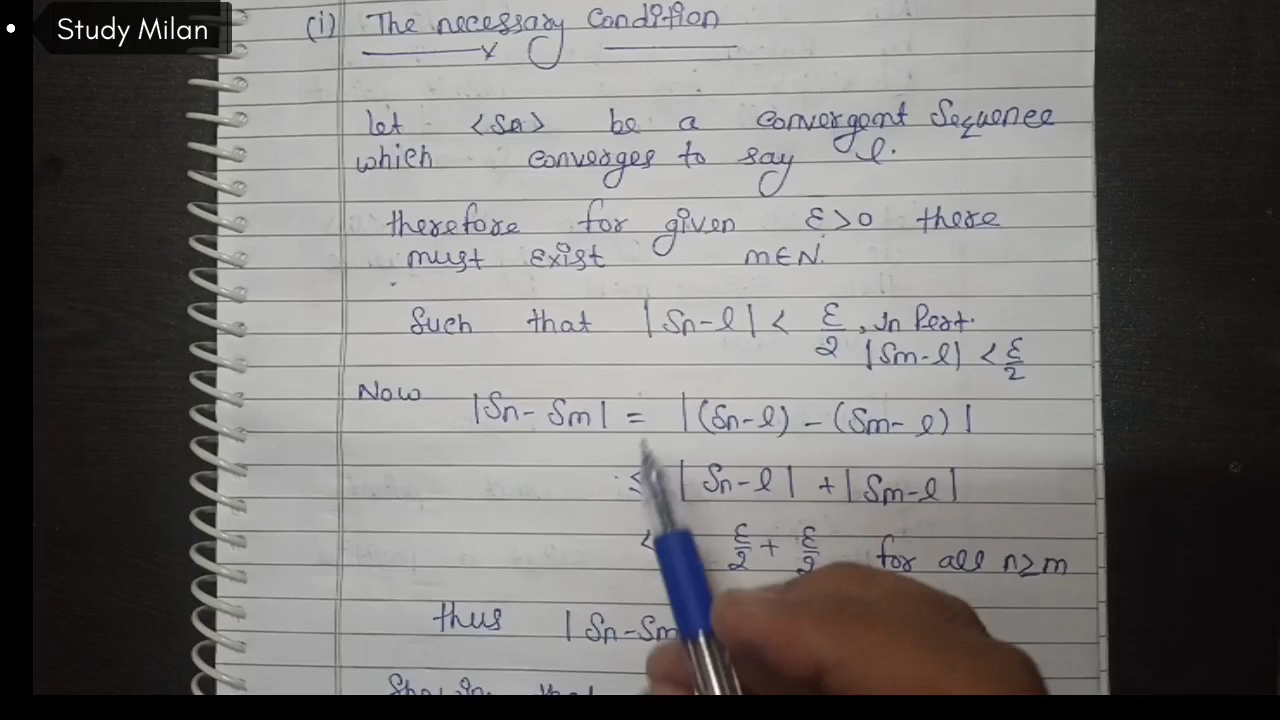 Study Milan
(i) The necessary Condition
let <Sn> be a convergent Sequence
which converges to say l.
therefore for given ε>0 there
must exist m∈N.
Such that |Sn-l| < ε/2, in Part.
|Sm-l| < ε/2
Now |Sn- Sm| = |(Sn-l) - (Sm-l)|
≤ |Sn-l| + |Sm-l|
< ε/2 + ε/2 for all n≥m
thus |Sn-Sm